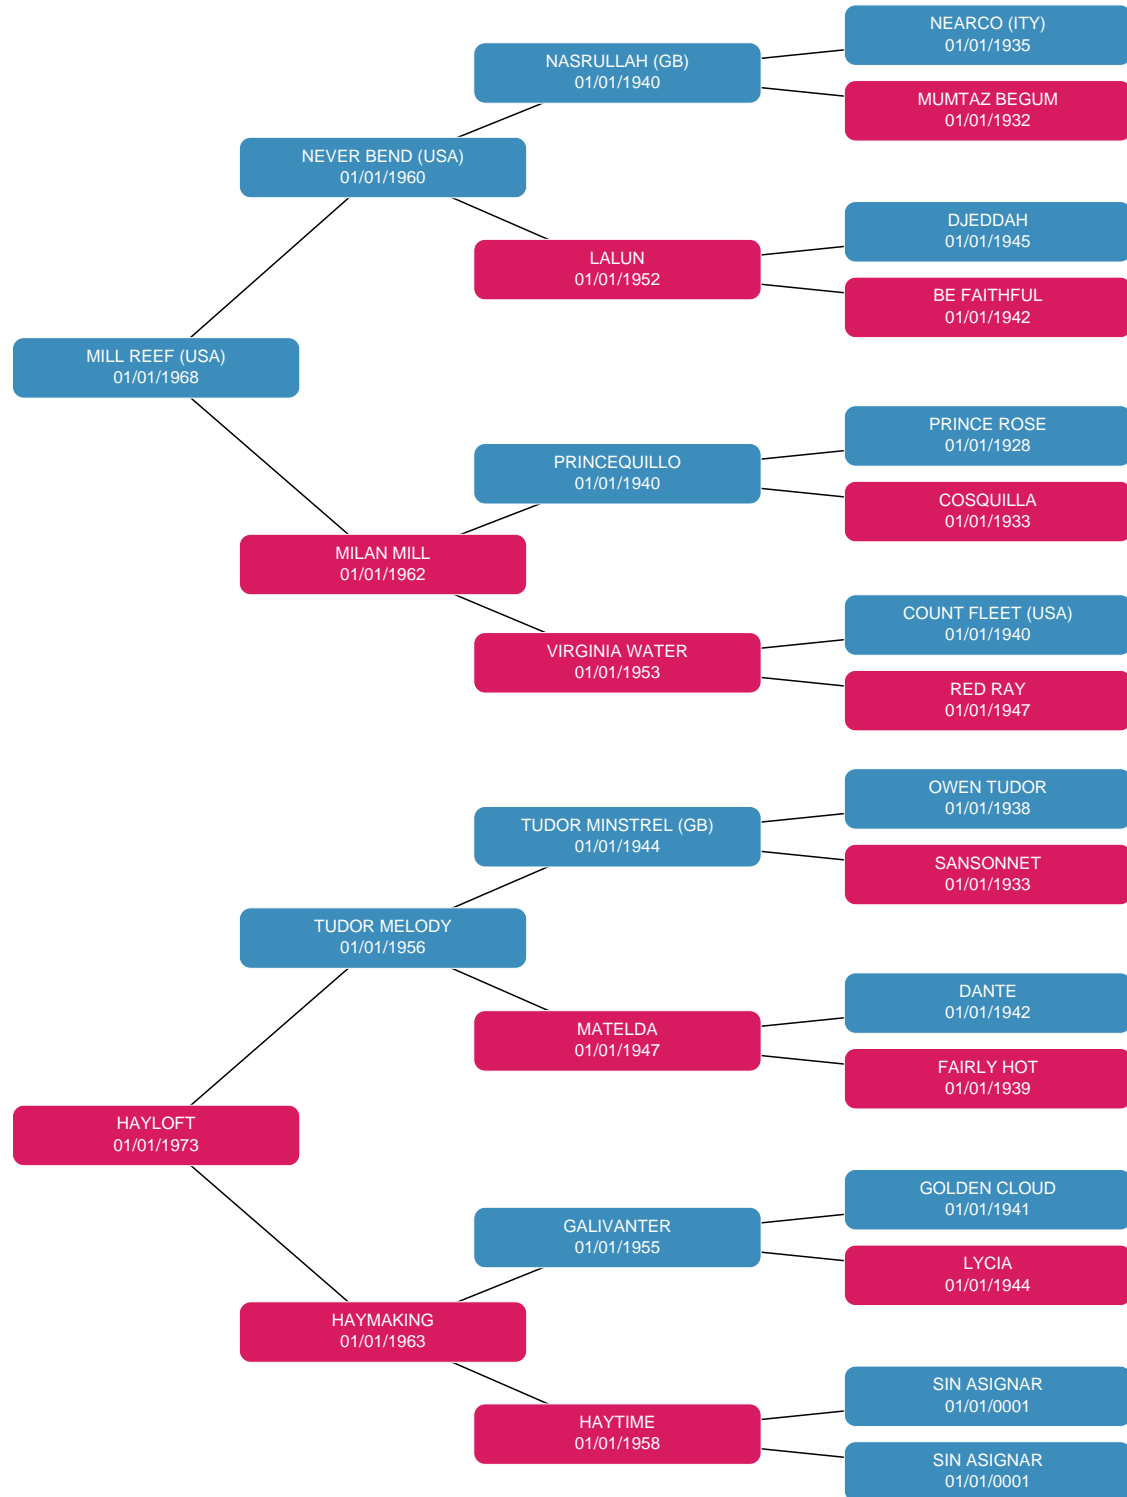 NEARCO (ITY)
01/01/1935
NASRULLAH (GB)
01/01/1940
MUMTAZ BEGUM
01/01/1932
NEVER BEND (USA)
01/01/1960
DJEDDAH
01/01/1945
LALUN
01/01/1952
BE FAITHFUL
01/01/1942
MILL REEF (USA)
01/01/1968
PRINCE ROSE
01/01/1928
PRINCEQUILLO
01/01/1940
COSQUILLA
01/01/1933
MILAN MILL
01/01/1962
COUNT FLEET (USA)
01/01/1940
VIRGINIA WATER
01/01/1953
RED RAY
01/01/1947
OWEN TUDOR
01/01/1938
TUDOR MINSTREL (GB)
01/01/1944
SANSONNET
01/01/1933
TUDOR MELODY
01/01/1956
DANTE
01/01/1942
MATELDA
01/01/1947
FAIRLY HOT
01/01/1939
HAYLOFT
01/01/1973
GOLDEN CLOUD
01/01/1941
GALIVANTER
01/01/1955
LYCIA
01/01/1944
HAYMAKING
01/01/1963
SIN ASIGNAR
01/01/0001
HAYTIME
01/01/1958
SIN ASIGNAR
01/01/0001